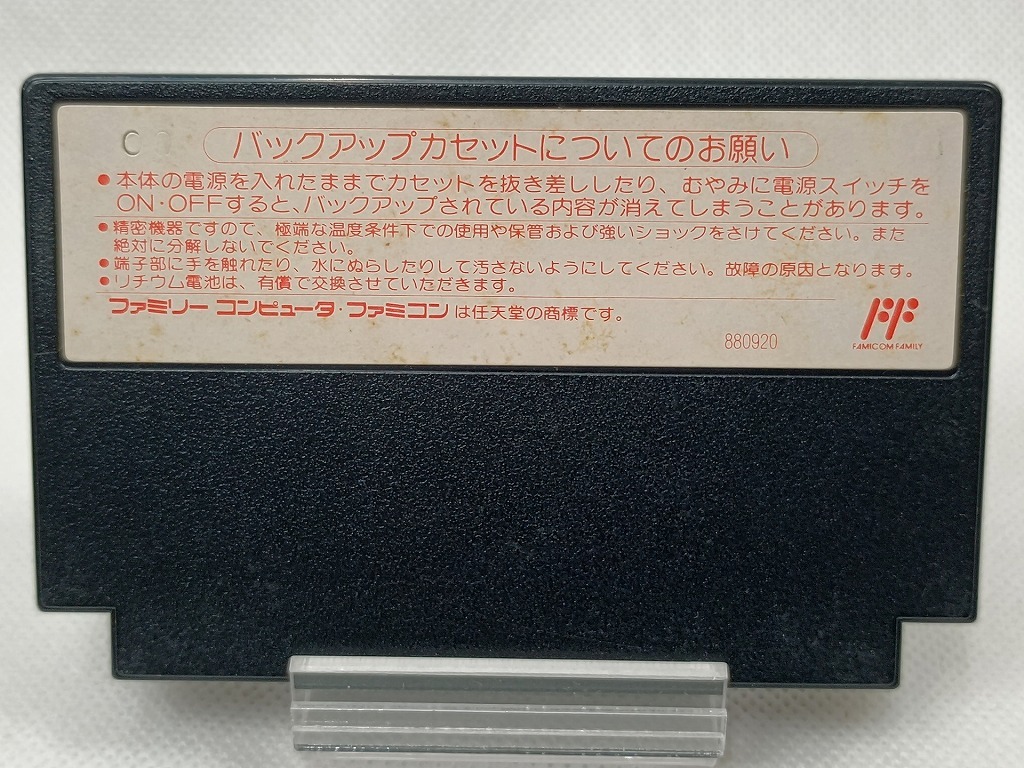 C
バックアップカセットについてのお願い
●本体の電源を入れたままでカセットを抜き差ししたり、むやみに電源スイッチを
ON・OFFすると、バックアップされている内容が消えてしまうことがあります。
●精密機器ですので、極端な温度条件下での使用や保管および強いショックをさけてください。また
絶対に分解しないでください。
●端子部に手を触れたり、水にぬらしたりして汚さないようにしてください。故障の原因となります。
●リチウム電池は、有償で交換させていただきます。
ファミリー コンピュータ・ファミコンは任天堂の商標です。
880920
FAMICOM FAMILY